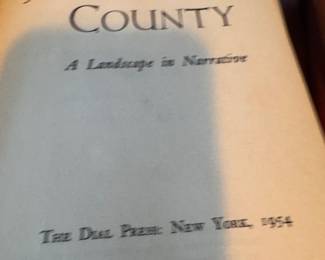 COUNTY
A Landscape in Narrative
THE DIAL PRESS: NEW YORK, 1954